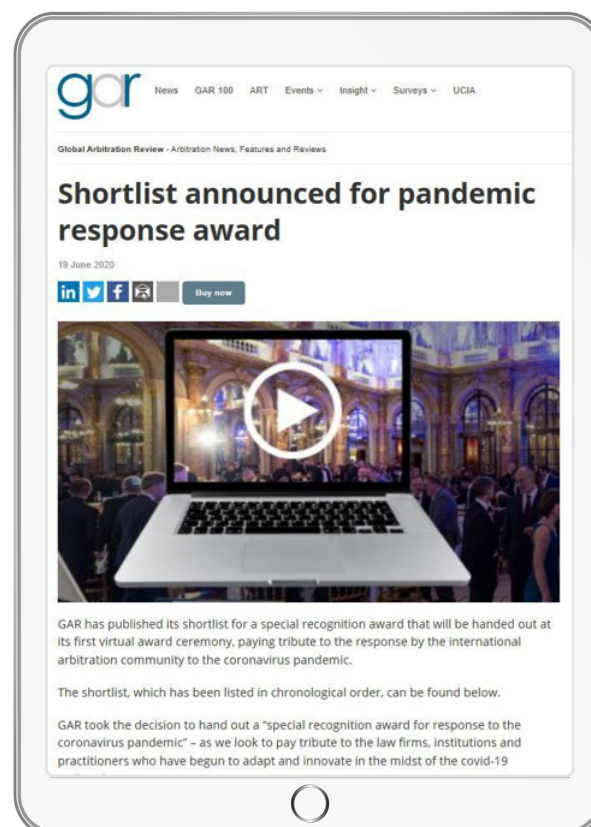 gar
News GAR 100 ART Events Insight Surveys UCIA
Global Arbitration Review - Arbitration News, Features and Reviews
Shortlist announced for pandemic
response award
19 June 2020
in f Buy now
GAR has published its shortlist for a special recognition award that will be handed out at
its first virtual award ceremony, paying tribute to the response by the international
arbitration community to the coronavirus pandemic.
The shortlist, which has been listed in chronological order, can be found below.
GAR took the decision to hand out a “special recognition award for response to the
coronavirus pandemic” – as we look to pay tribute to the law firms, institutions and
practitioners who have begun to adapt and innovate in the midst of the covid-19